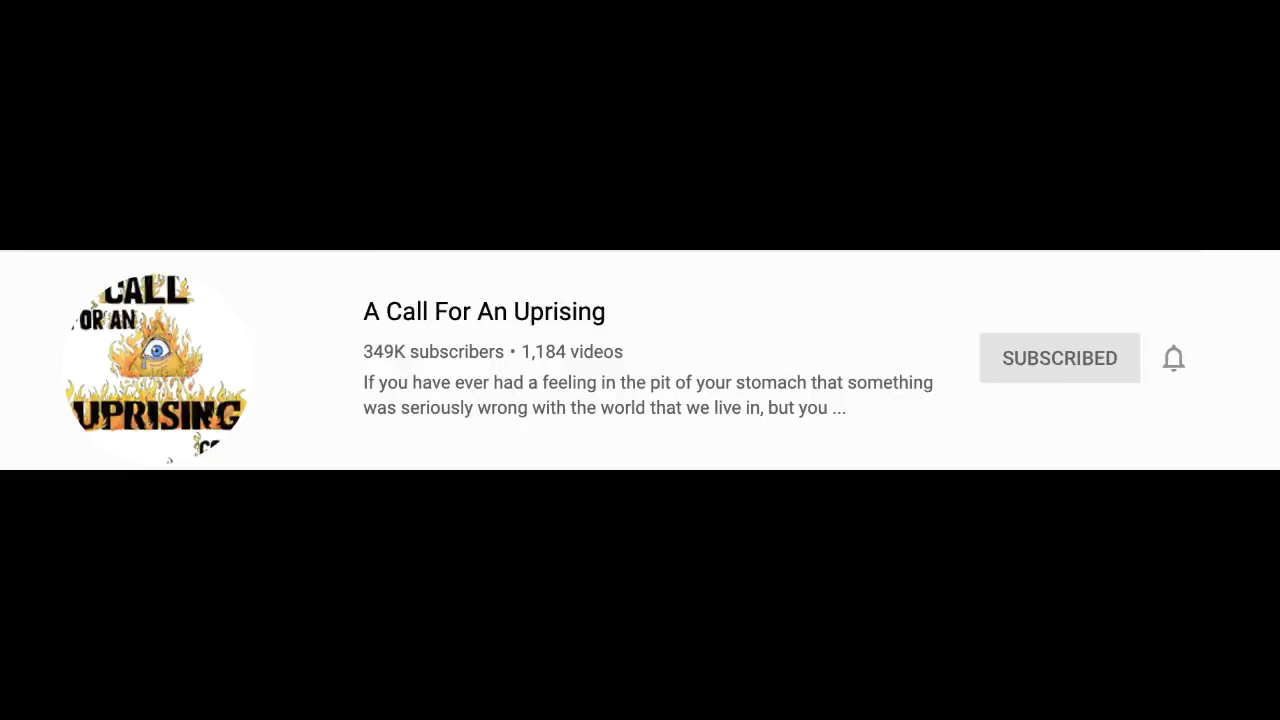 CALL
OR AN
UPRISING
A Call For An Uprising
349K subscribers • 1,184 videos
If you have ever had a feeling in the pit of your stomach that something
was seriously wrong with the world that we live in, but you ...
SUBSCRIBED